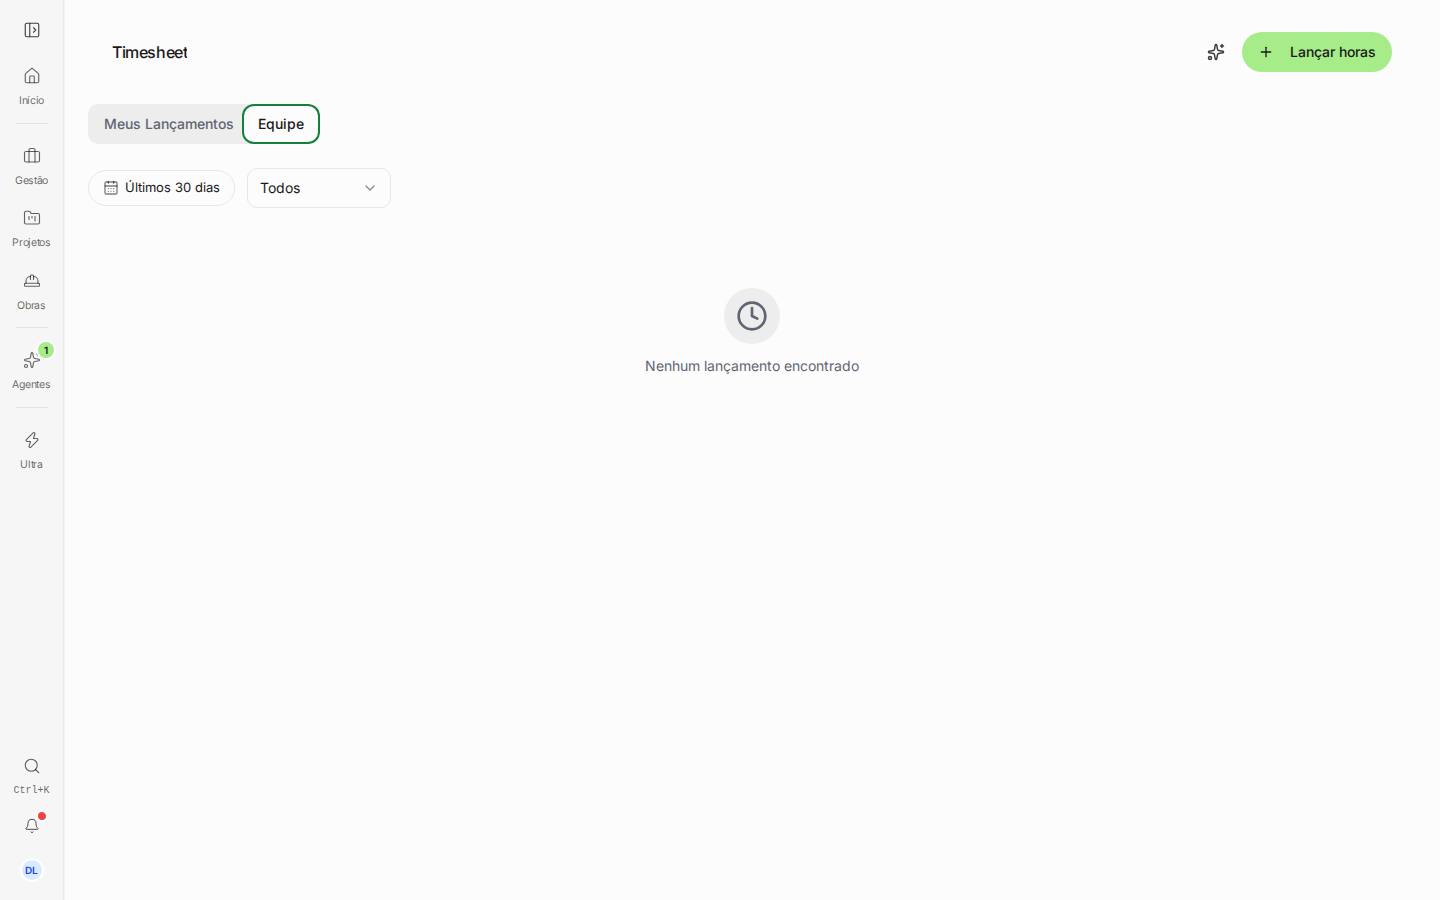 Timesheet
Lançar horas
Início
Meus Lançamentos
Equipe
Gestão
Últimos 30 dias
Todos
Projetos
Obras
1
Agentes
Nenhum lançamento encontrado
Ultra
Ctrl+K
DL